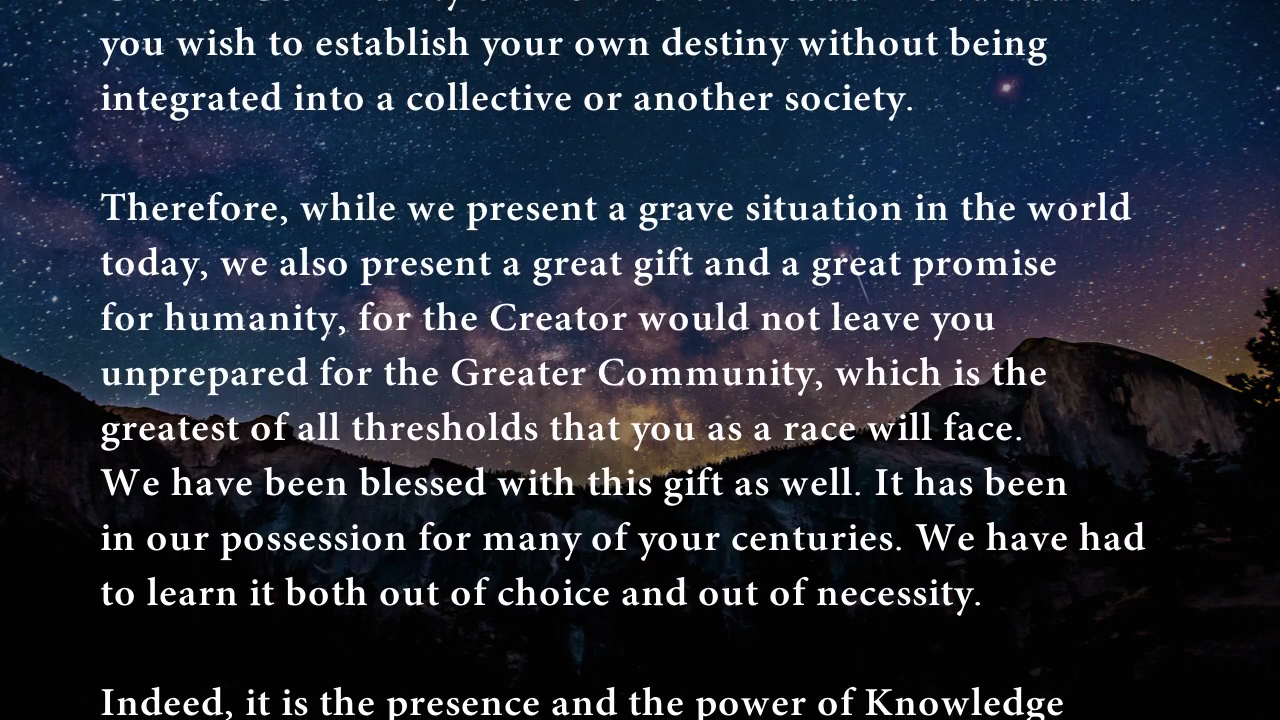 you wish to establish your own destiny without being
integrated into a collective or another society.
Therefore, while we present a grave situation in the world
today, we also present a great gift and a great promise
for humanity, for the Creator would not leave you
unprepared for the Greater Community, which is the
greatest of all thresholds that you as a race will face.
We have been blessed with this gift as well. It has been
in our possession for many of your centuries. We have had
to learn it both out of choice and out of necessity.
Indeed, it is the presence and the power of Knowledge